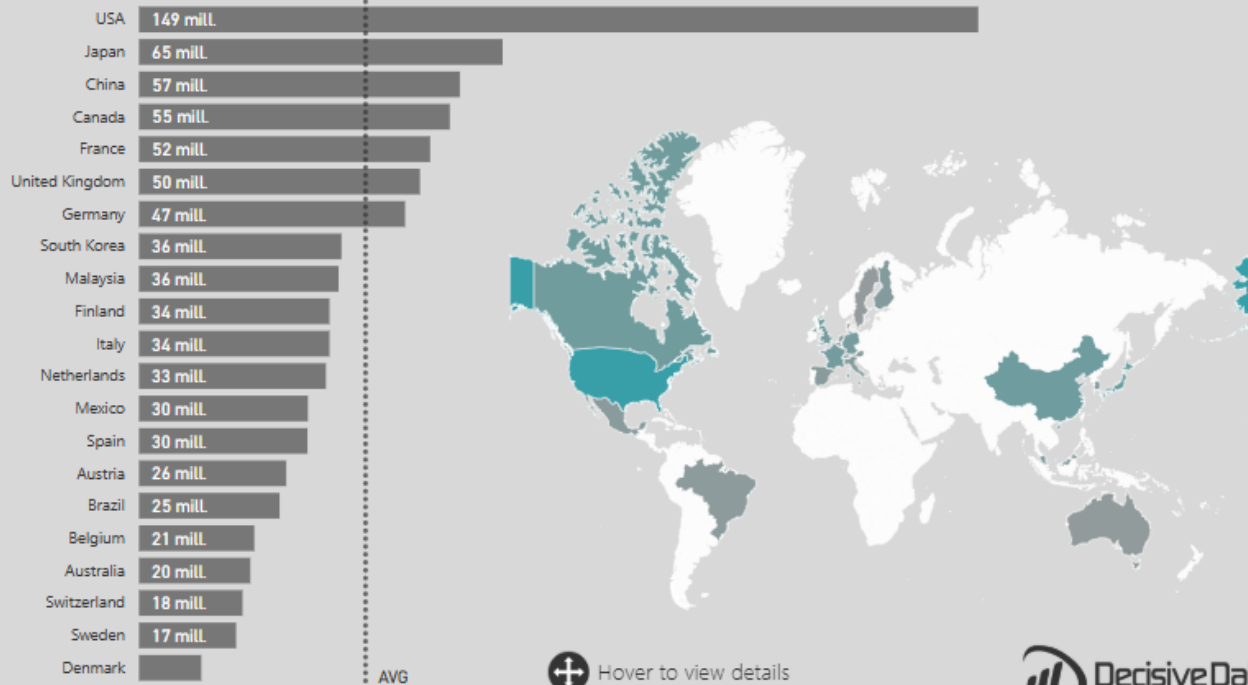 USA 149 mill.
Japan 65 mill.
China 57 mill.
Canada 55 mill.
France 52 mill.
United Kingdom 50 mill.
Germany 47 mill.
South Korea 36 mill.
Malaysia 36 mill.
Finland 34 mill.
Italy 34 mill.
Netherlands 33 mill.
Mexico 30 mill.
Spain 30 mill.
Austria 26 mill.
Brazil 25 mill.
Belgium 21 mill.
Australia 20 mill.
Switzerland 18 mill.
Sweden 17 mill.
Denmark
AVG
Hover to view details
Decisive Da